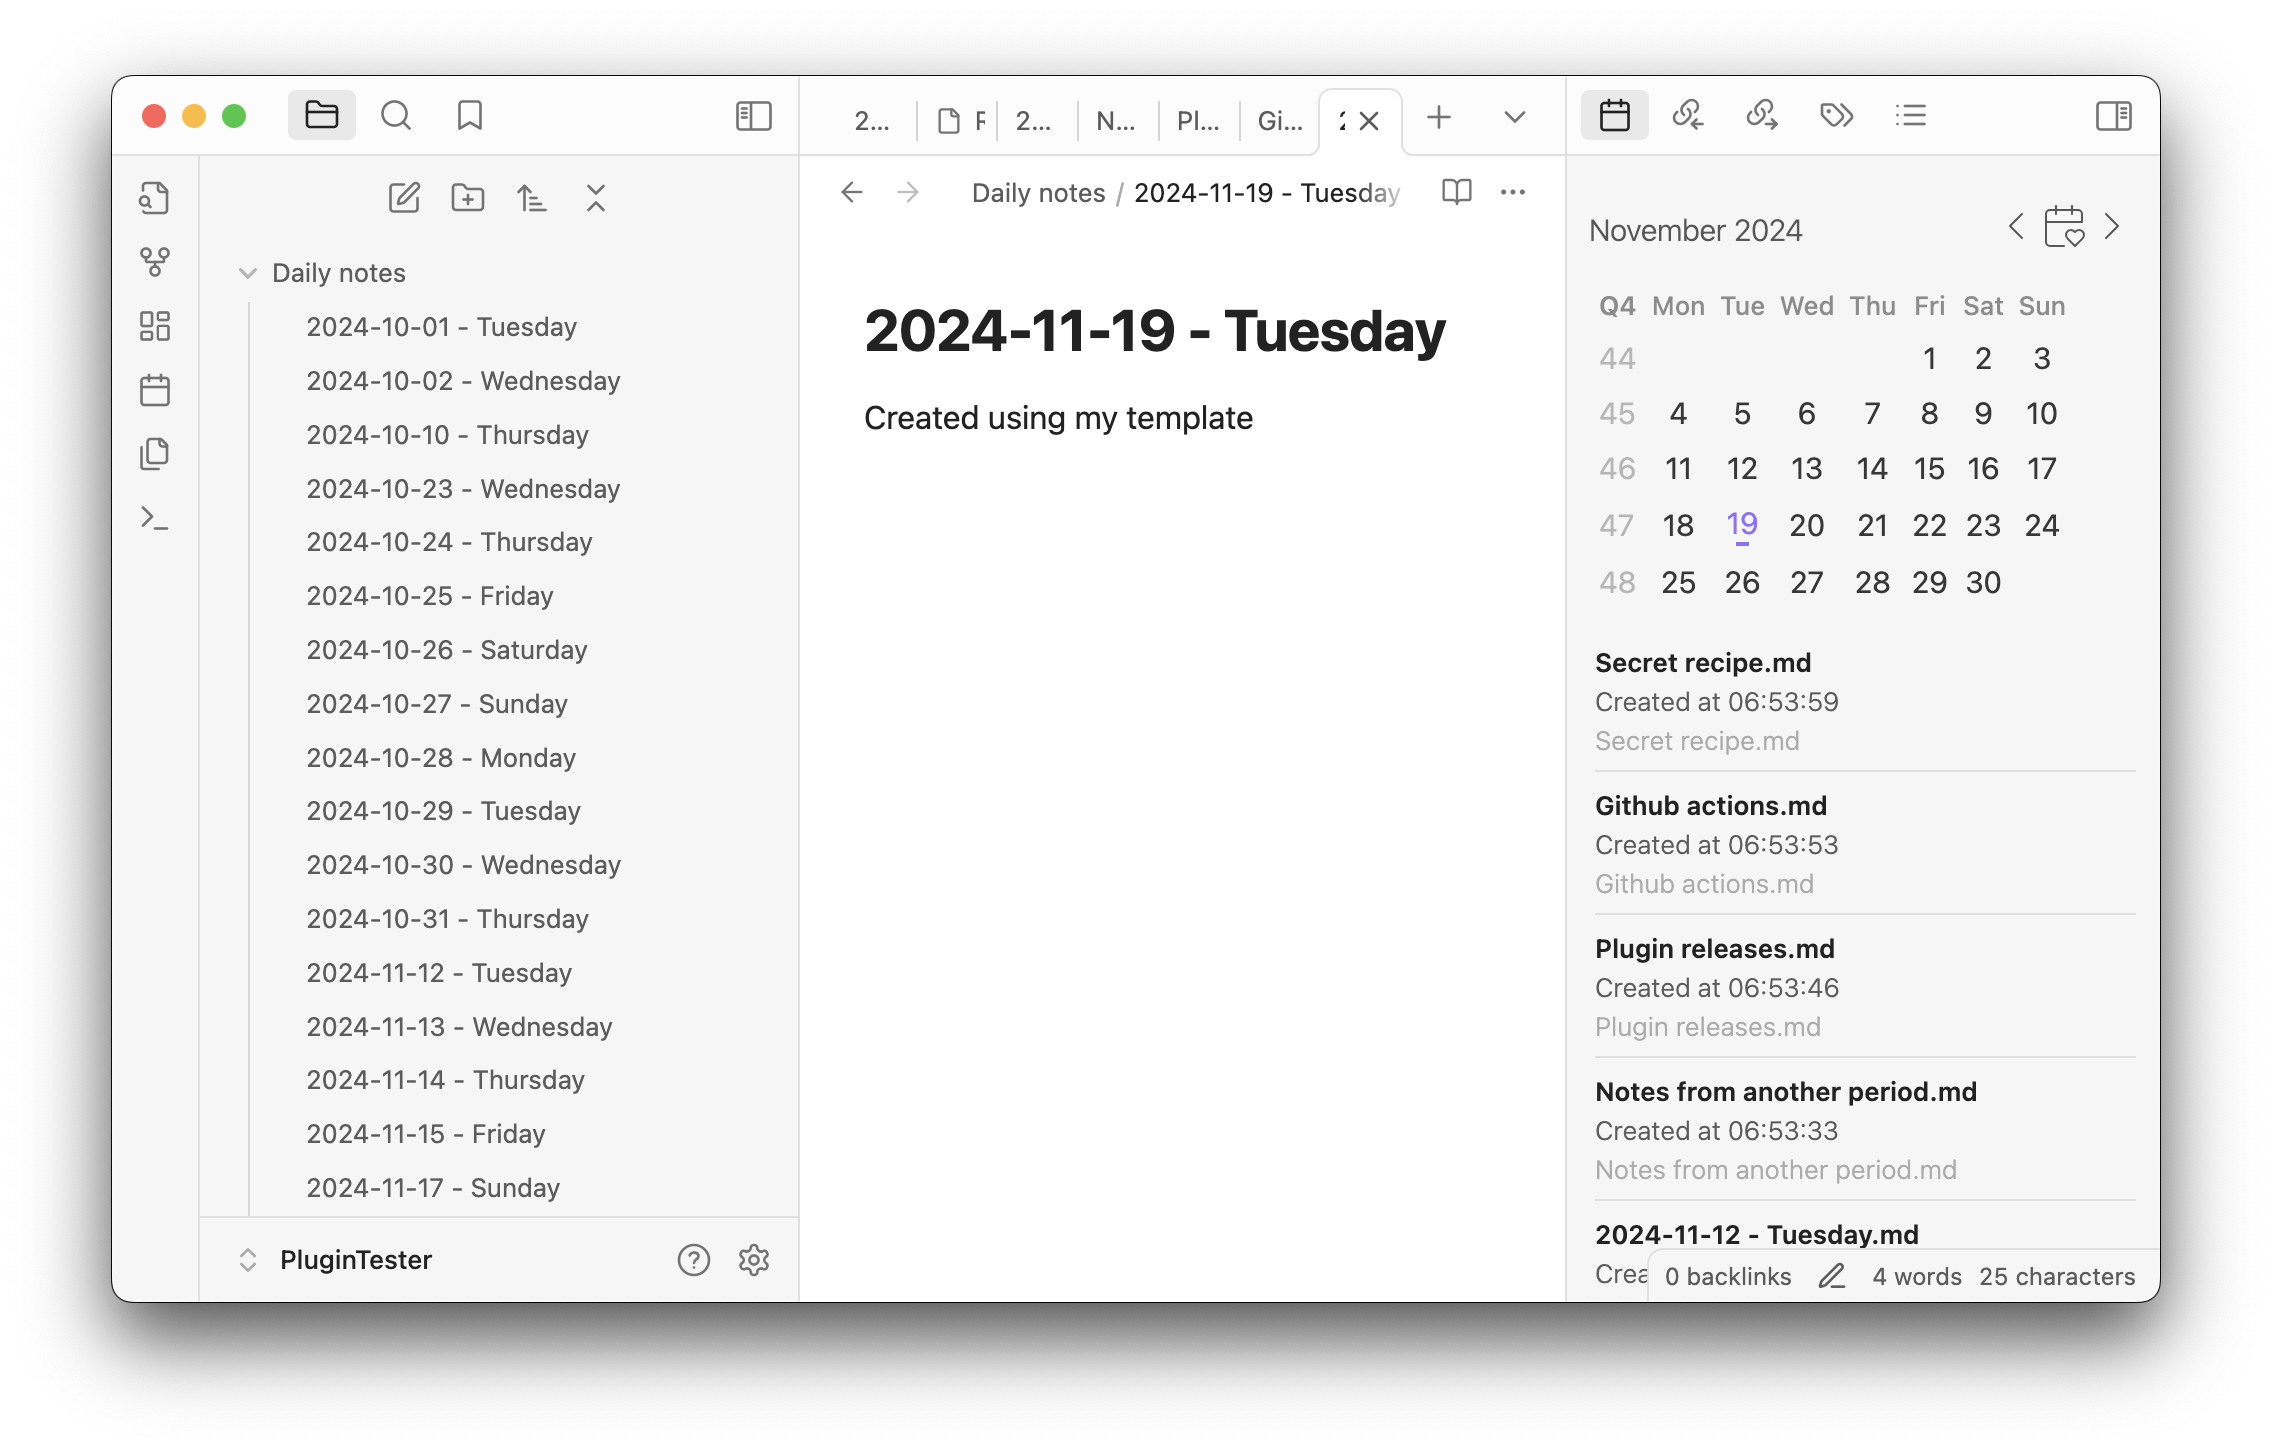 2...
2...
N...
Pl...
Gi...
Daily notes / 2024-11-19 - Tuesday
Daily notes
2024-10-01 - Tuesday
2024-10-02 - Wednesday
2024-10-10 - Thursday
2024-10-23 - Wednesday
2024-10-24 - Thursday
2024-10-25 - Friday
2024-10-26 - Saturday
2024-10-27 - Sunday
2024-10-28 - Monday
2024-10-29 - Tuesday
2024-10-30 - Wednesday
2024-10-31 - Thursday
2024-11-12 - Tuesday
2024-11-13 - Wednesday
2024-11-14 - Thursday
2024-11-15 - Friday
2024-11-17 - Sunday
PluginTester
2024-11-19 - Tuesday
Created using my template
November 2024
Q4 Mon Tue Wed Thu Fri Sat Sun
44 1 2 3
45 4 5 6 7 8 9 10
46 11 12 13 14 15 16 17
47 18 19 20 21 22 23 24
48 25 26 27 28 29 30
Secret recipe.md
Created at 06:53:59
Secret recipe.md
Github actions.md
Created at 06:53:53
Github actions.md
Plugin releases.md
Created at 06:53:46
Plugin releases.md
Notes from another period.md
Created at 06:53:33
Notes from another period.md
2024-11-12 - Tuesday.md
0 backlinks 4 words 25 characters